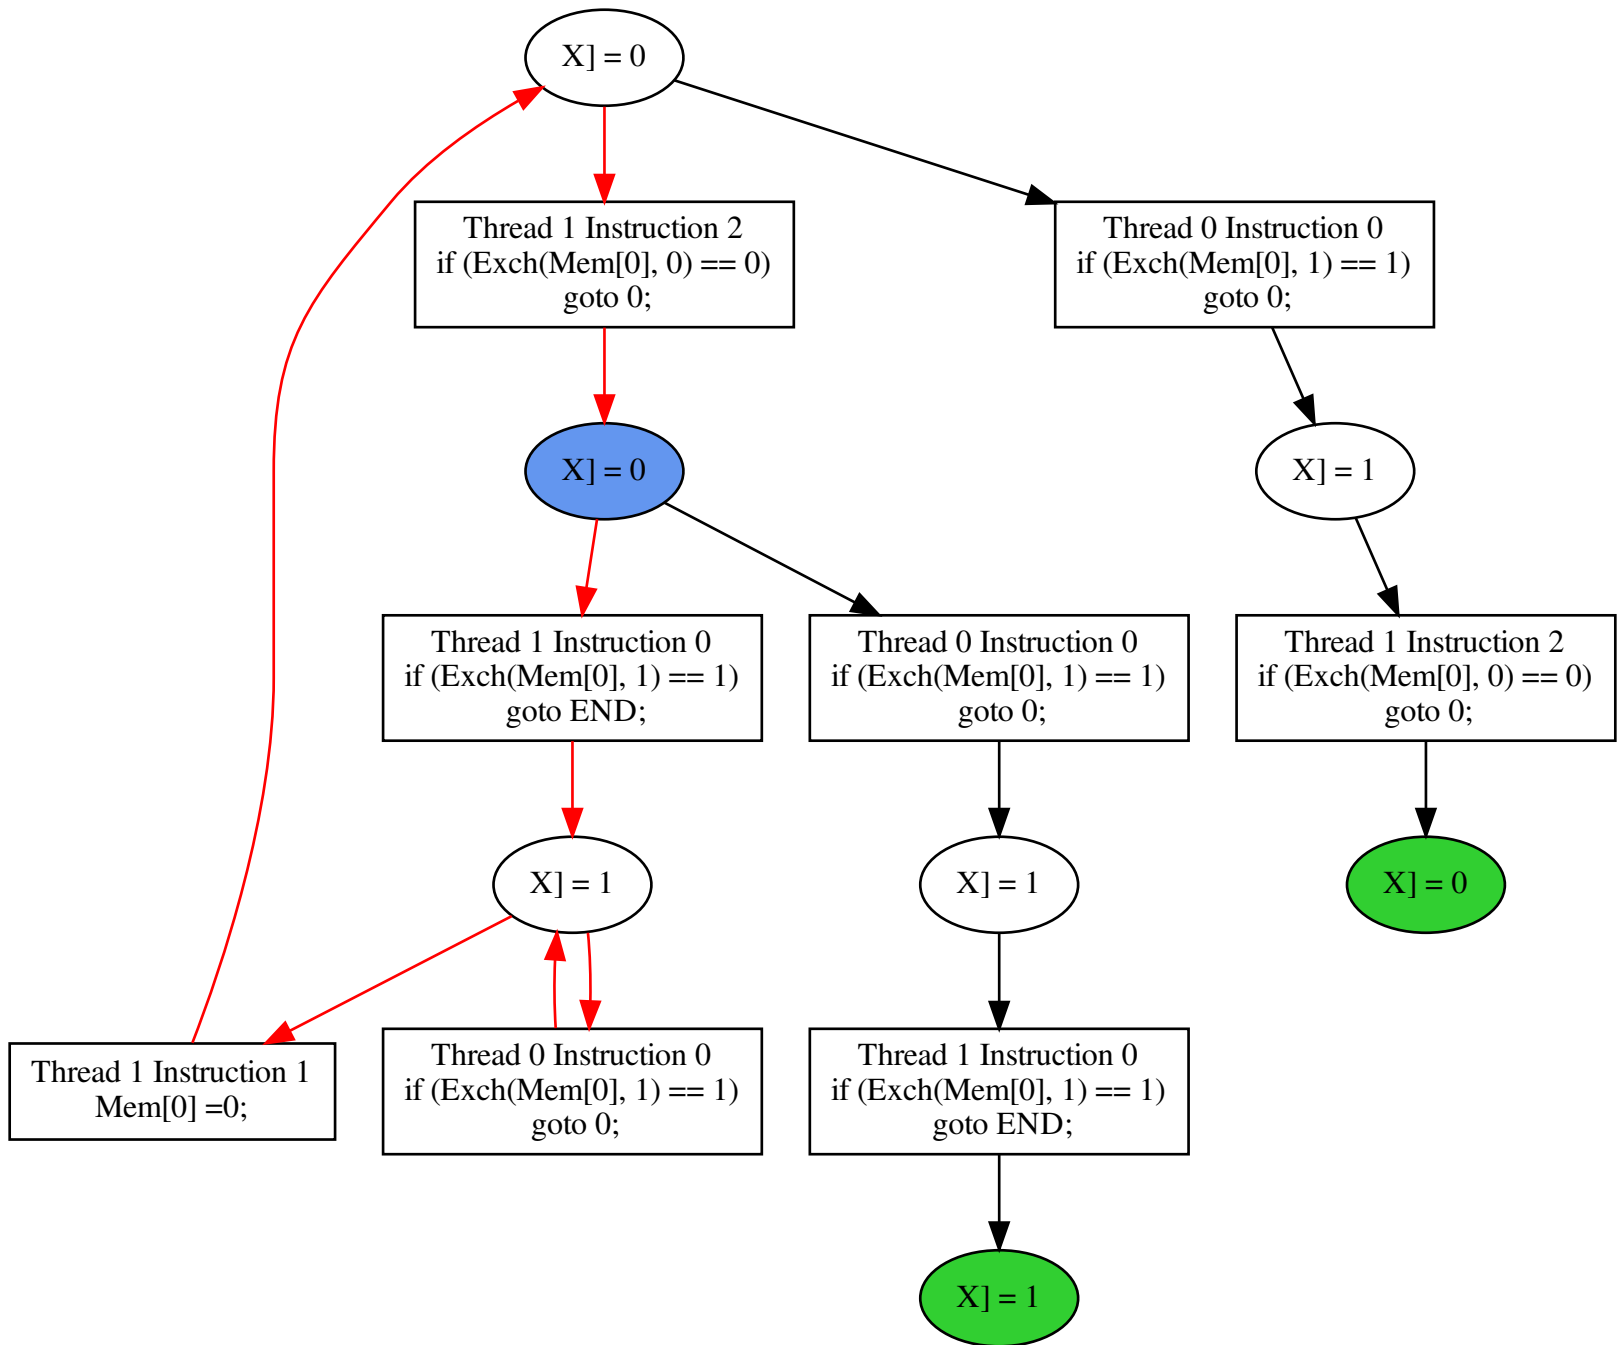 X] = 0
Thread 1 Instruction 2
if (Exch(Mem[0], 0) == 0)
goto 0;
Thread 0 Instruction 0
if (Exch(Mem[0], 1) == 1)
goto 0;
X] = 0
X] = 1
Thread 1 Instruction 0
if (Exch(Mem[0], 1) == 1)
goto END;
Thread 0 Instruction 0
if (Exch(Mem[0], 1) == 1)
goto 0;
Thread 1 Instruction 2
if (Exch(Mem[0], 0) == 0)
goto 0;
X] = 1
X] = 1
X] = 0
Thread 1 Instruction 1
Mem[0] =0;
Thread 0 Instruction 0
if (Exch(Mem[0], 1) == 1)
goto 0;
Thread 1 Instruction 0
if (Exch(Mem[0], 1) == 1)
goto END;
X] = 1